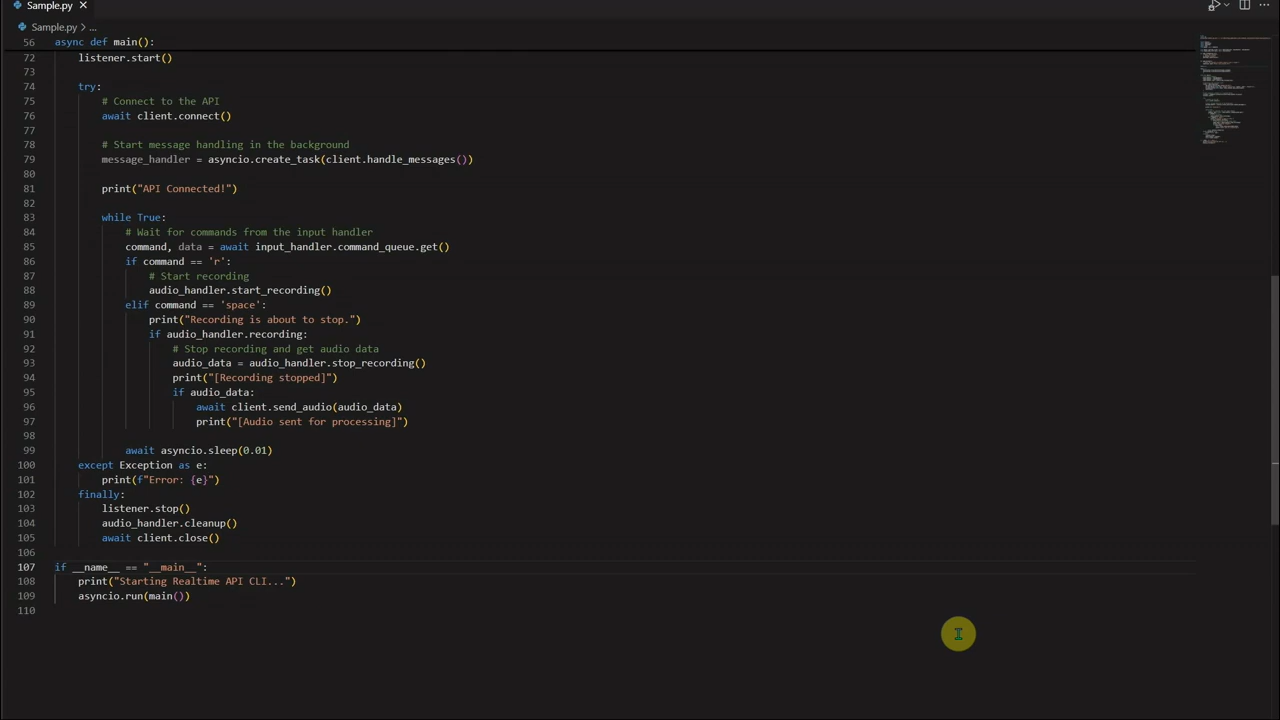 Sample.py ×
Sample.py > ...
56 async def main():
72 listener.start()
73
74 try:
75 # Connect to the API
76 await client.connect()
77
78 # Start message handling in the background
79 message_handler = asyncio.create_task(client.handle_messages())
80
81 print("API Connected!")
82
83 while True:
84 # Wait for commands from the input handler
85 command, data = await input_handler.command_queue.get()
86 if command == 'r':
87 # Start recording
88 audio_handler.start_recording()
89 elif command == 'space':
90 print("Recording is about to stop.")
91 if audio_handler.recording:
92 # Stop recording and get audio data
93 audio_data = audio_handler.stop_recording()
94 print("[Recording stopped]")
95 if audio_data:
96 await client.send_audio(audio_data)
97 print("[Audio sent for processing]")
98
99 await asyncio.sleep(0.01)
100 except Exception as e:
101 print(f"Error: {e}")
102 finally:
103 listener.stop()
104 audio_handler.cleanup()
105 await client.close()
106
107 if __name__ == "__main__":
108 print("Starting Realtime API CLI...")
109 asyncio.run(main())
110